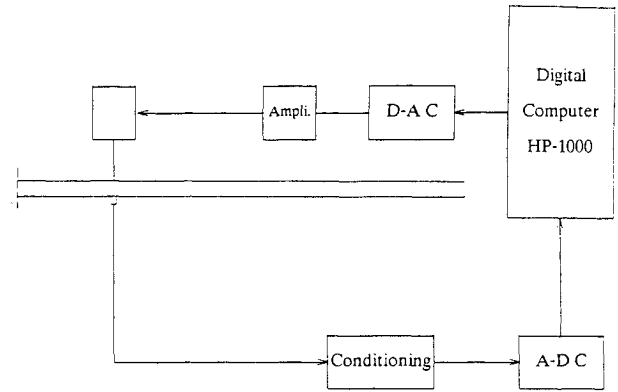 Digital
Computer
HP-1000
Ampli.
D-A C
Conditioning
A-D C